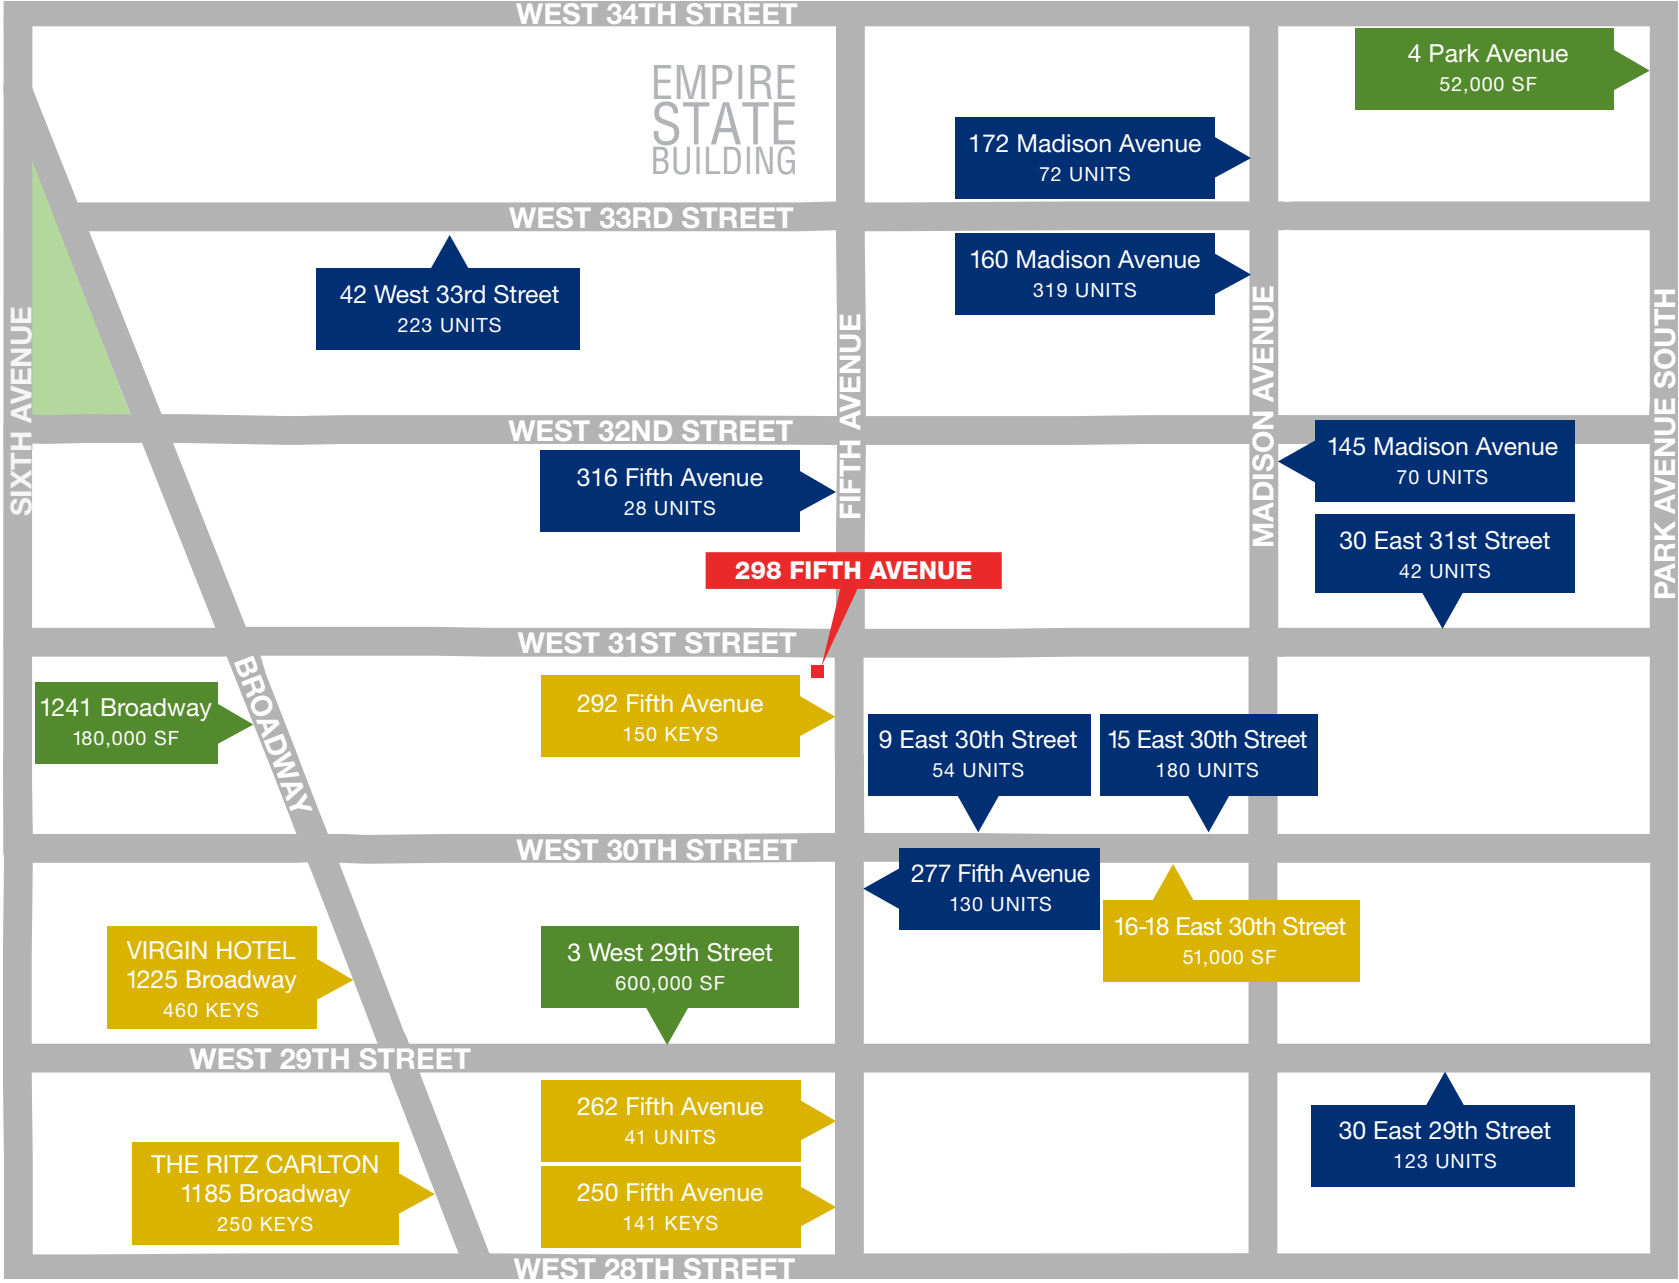 WEST 34TH STREET
EMPIRE
STATE
BUILDING
4 Park Avenue
52,000 SF
172 Madison Avenue
72 UNITS
WEST 33RD STREET
42 West 33rd Street
223 UNITS
160 Madison Avenue
319 UNITS
SIXTH AVENUE
FIFTH AVENUE
MADISON AVENUE
PARK AVENUE SOUTH
WEST 32ND STREET
316 Fifth Avenue
28 UNITS
145 Madison Avenue
70 UNITS
30 East 31st Street
42 UNITS
298 FIFTH AVENUE
WEST 31ST STREET
1241 Broadway
180,000 SF
BROADWAY
292 Fifth Avenue
150 KEYS
9 East 30th Street
54 UNITS
15 East 30th Street
180 UNITS
WEST 30TH STREET
277 Fifth Avenue
130 UNITS
16-18 East 30th Street
51,000 SF
VIRGIN HOTEL
1225 Broadway
460 KEYS
3 West 29th Street
600,000 SF
WEST 29TH STREET
262 Fifth Avenue
41 UNITS
30 East 29th Street
123 UNITS
THE RITZ CARLTON
1185 Broadway
250 KEYS
250 Fifth Avenue
141 KEYS
WEST 28TH STREET